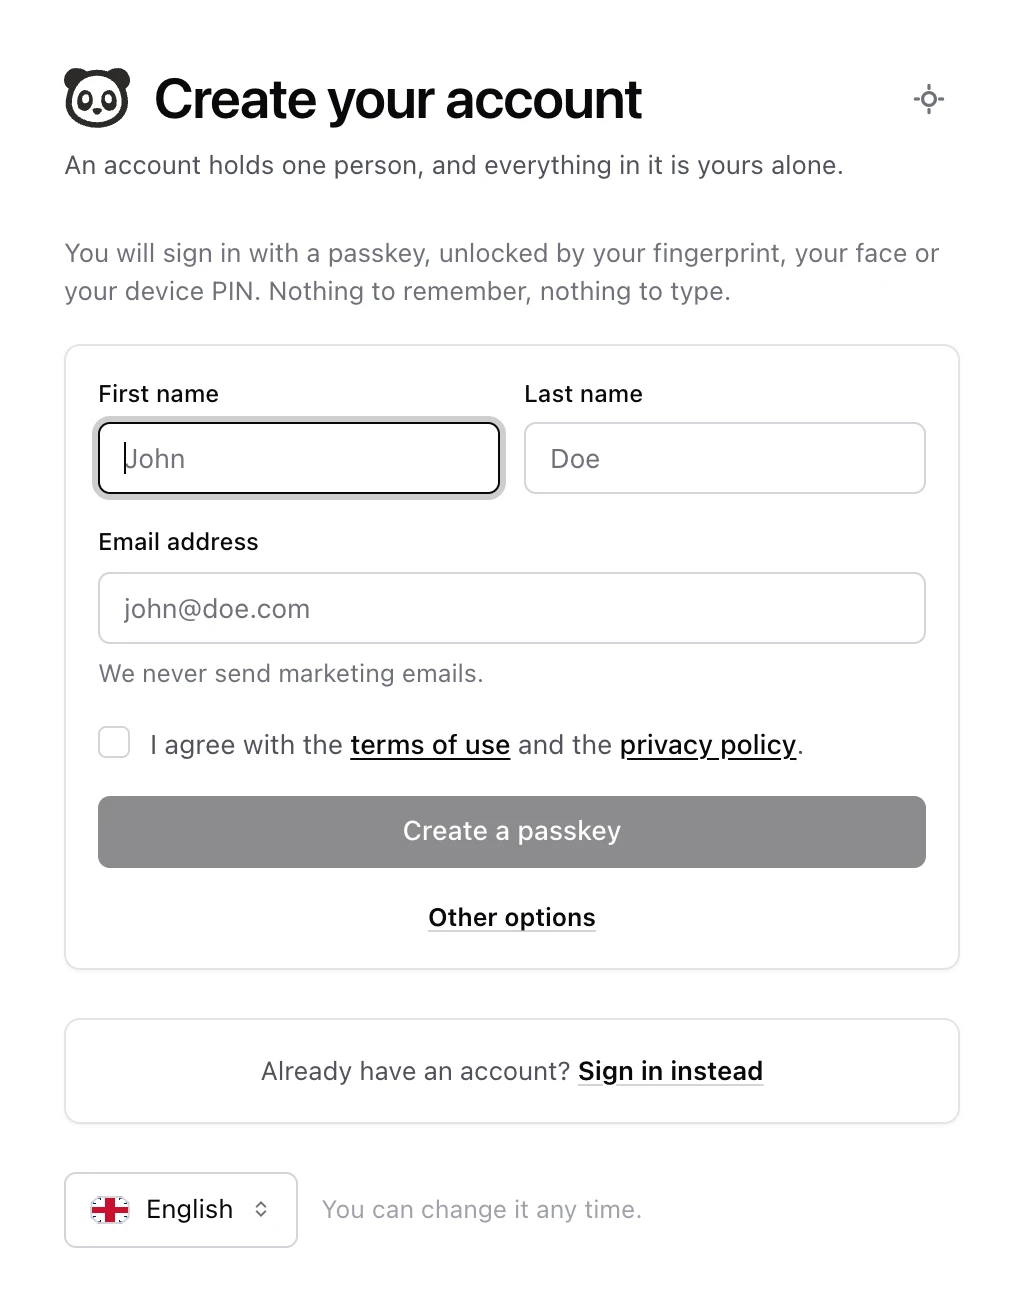 Create your account
An account holds one person, and everything in it is yours alone.
You will sign in with a passkey, unlocked by your fingerprint, your face or
your device PIN. Nothing to remember, nothing to type.
First name
Last name
John
Doe
Email address
john@doe.com
We never send marketing emails.
I agree with the terms of use and the privacy policy.
Create a passkey
Other options
Already have an account? Sign in instead
English
You can change it any time.